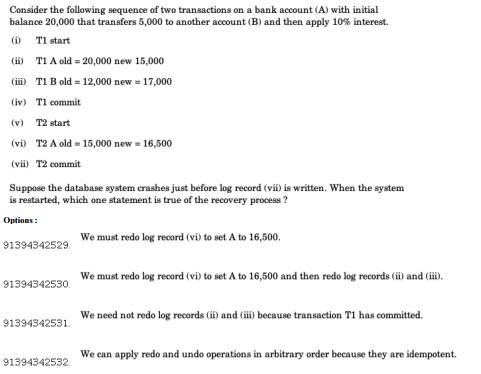 Consider the following sequence of two transactions on a bank account (A) with initial
balance 20,000 that transfers 5,000 to another account (B) and then apply 10% interest.
(i) T1 start
(ii) T1 A old = 20,000 new 15,000
(iii) T1 B old = 12,000 new = 17,000
(iv) T1 commit
(v) T2 start
(vi) T2 A old = 15,000 new = 16,500
(vii) T2 commit
Suppose the database system crashes just before log record (vii) is written. When the system
is restarted, which one statement is true of the recovery process ?
Options :
We must redo log record (vi) to set A to 16,500.
91394342529.
We must redo log record (vi) to set A to 16,500 and then redo log records (ii) and (iii).
91394342530.
We need not redo log records (ii) and (iii) because transaction T1 has committed.
91394342531.
We can apply redo and undo operations in arbitrary order because they are idempotent.
91394342532.